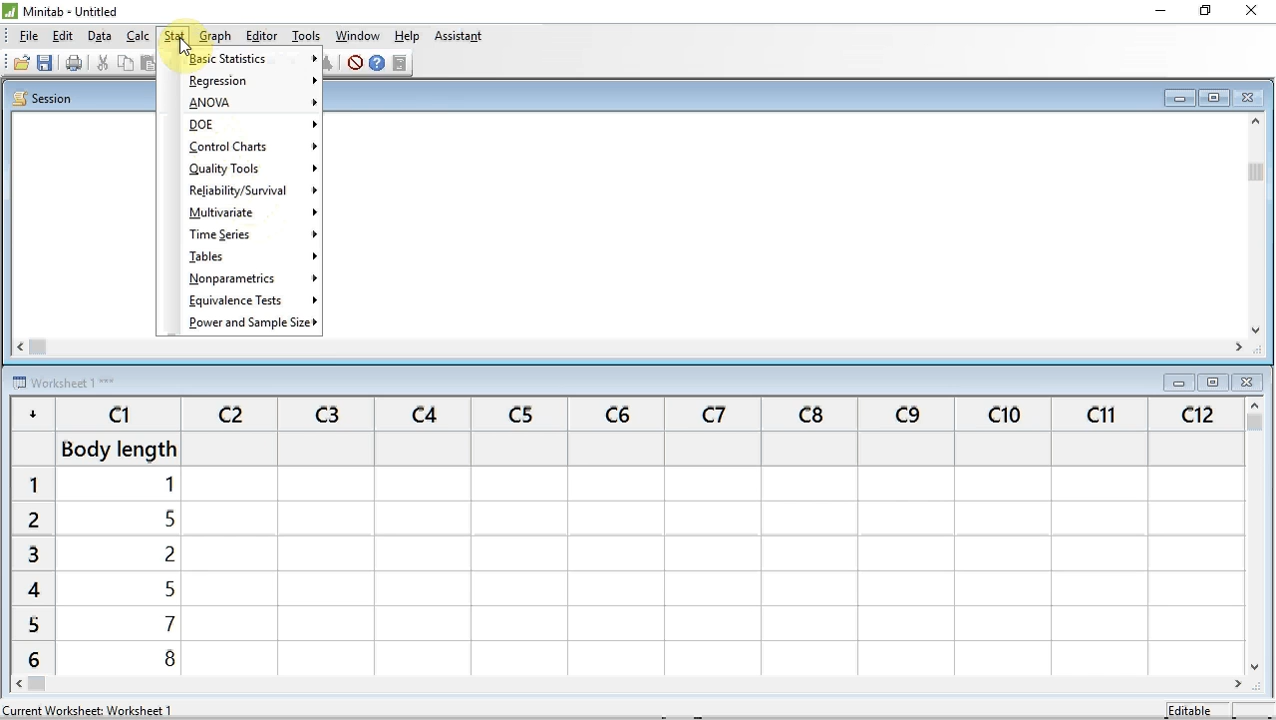 Minitab - Untitled
File Edit Data Calc Stat Graph Editor Tools Window Help Assistant
Basic Statistics
Regression
ANOVA
DOE
Control Charts
Quality Tools
Reliability/Survival
Multivariate
Time Series
Tables
Nonparametrics
Equivalence Tests
Power and Sample Size
Session
Worksheet 1 ***
C1 C2 C3 C4 C5 C6 C7 C8 C9 C10 C11 C12
Body length
1 1
2 5
3 2
4 5
5 7
6 8
Current Worksheet: Worksheet 1
Editable